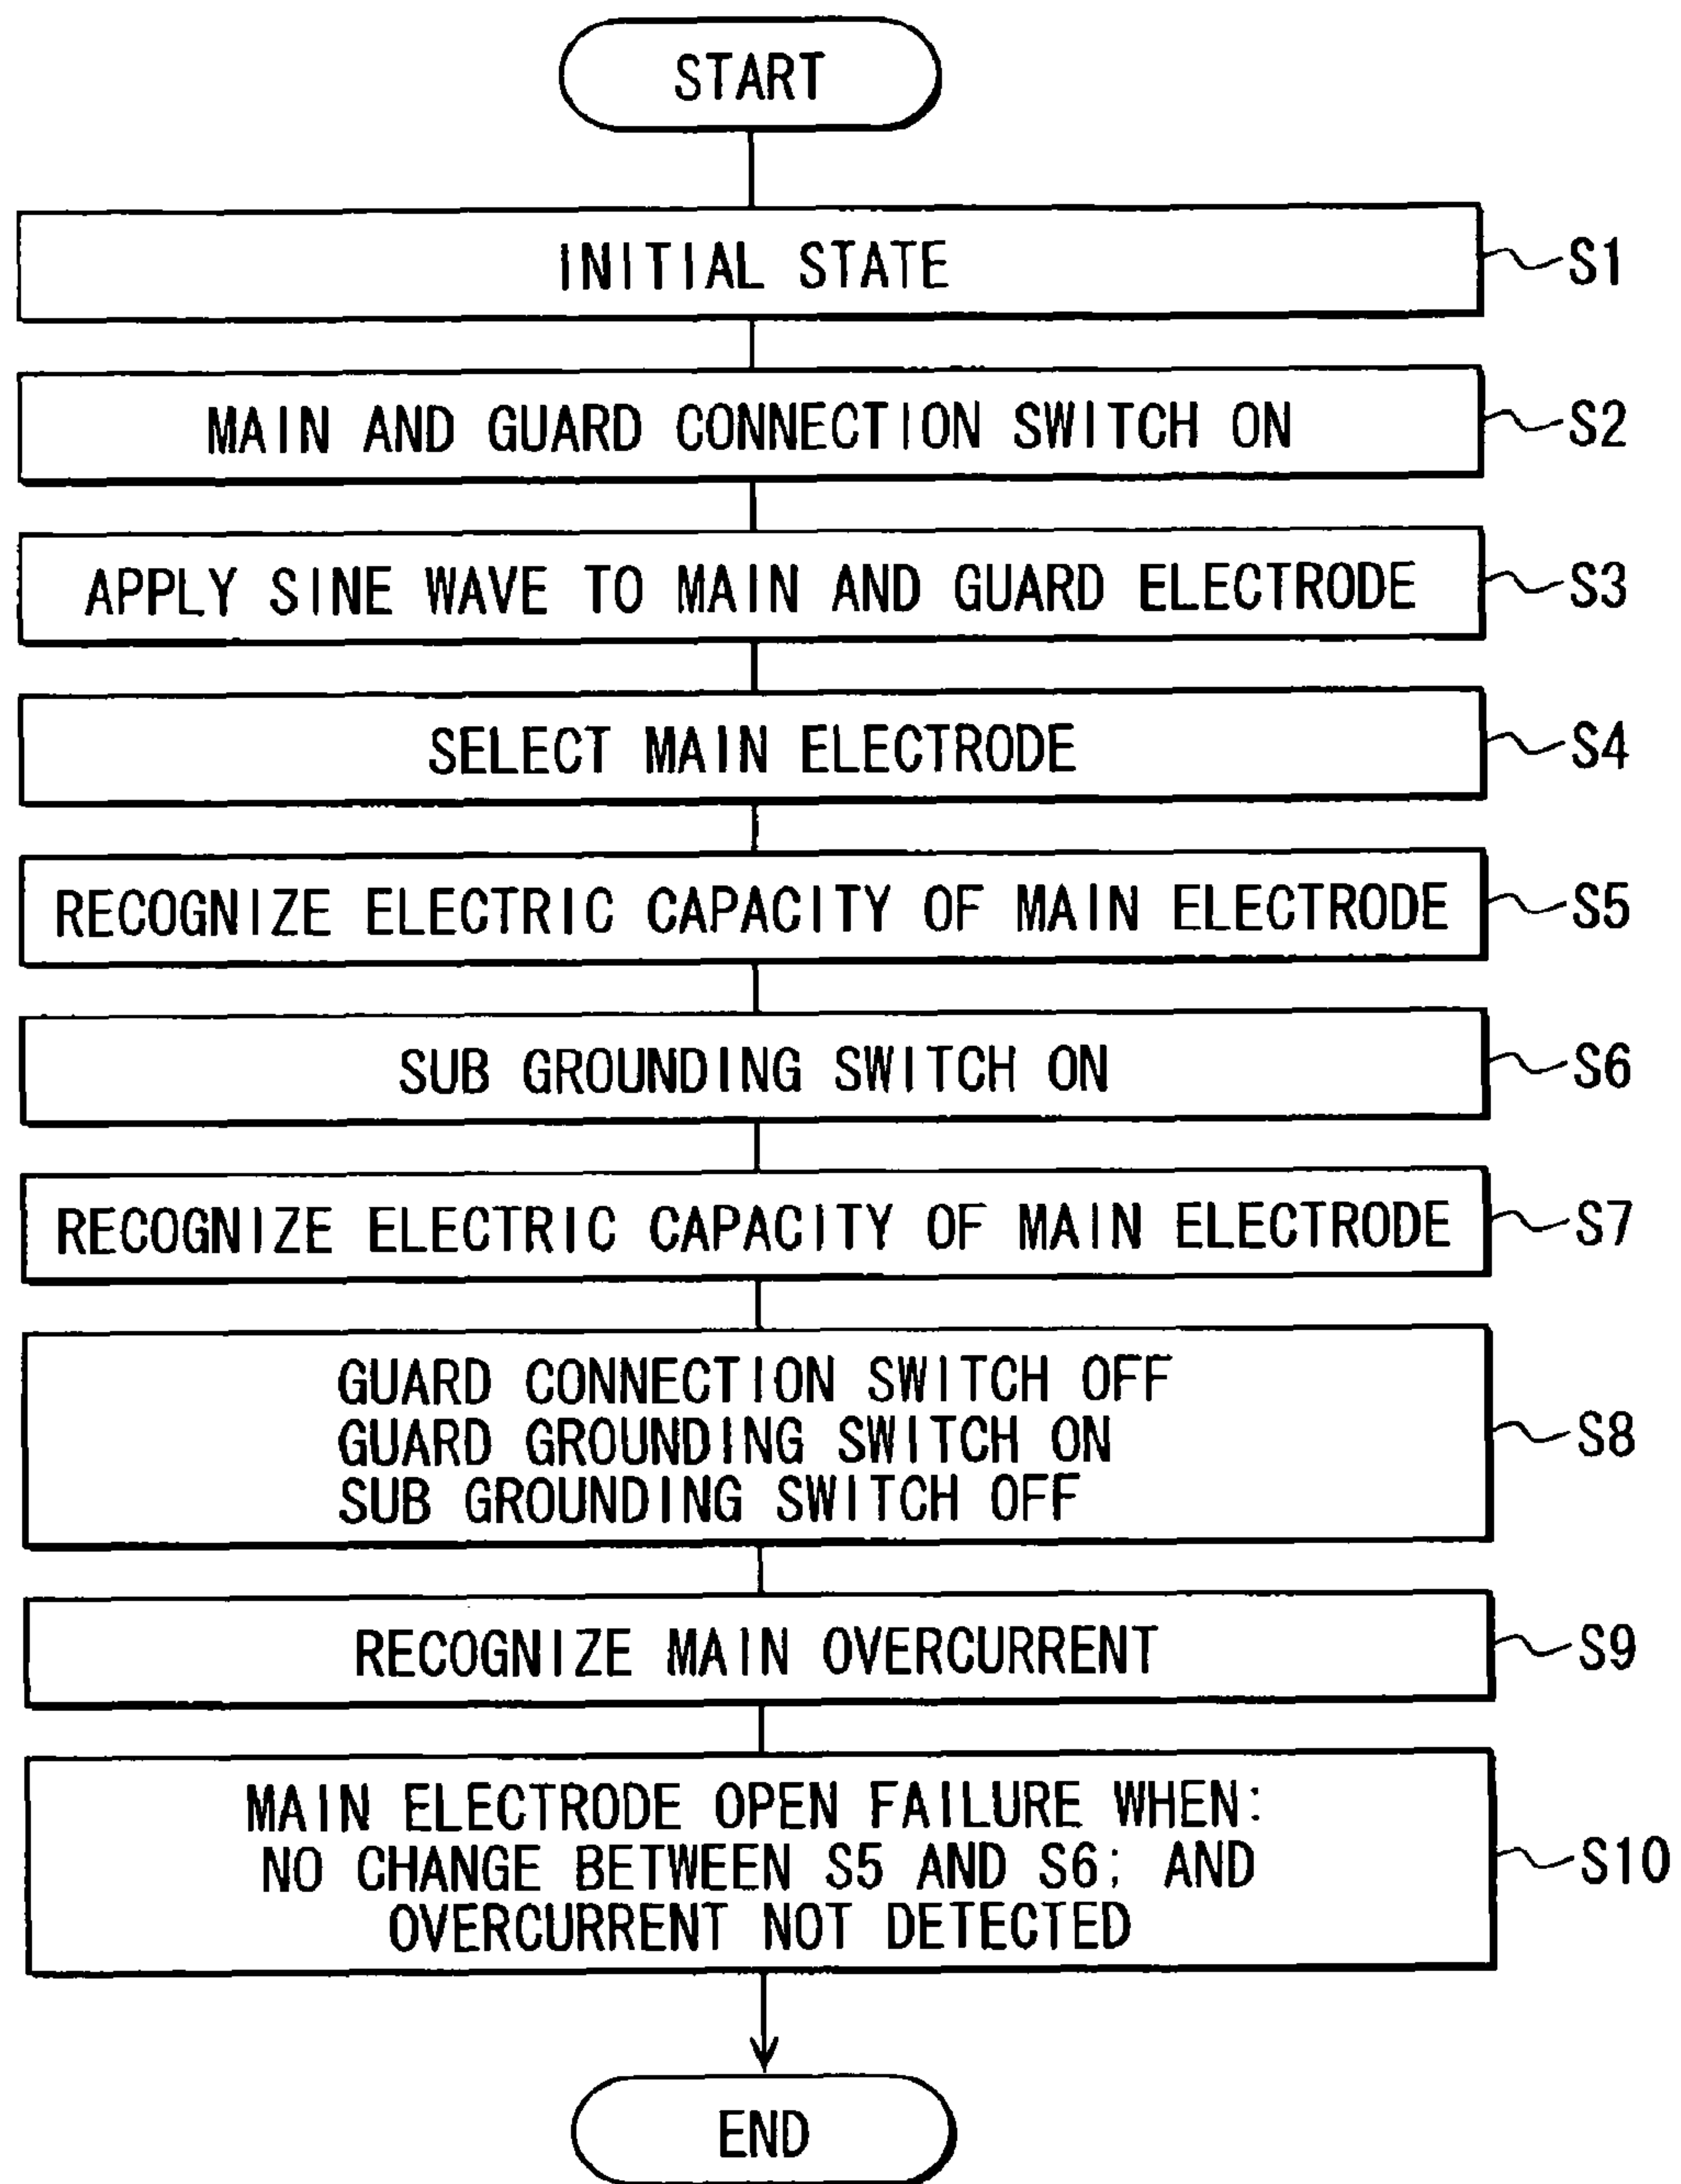 START
INITIAL STATE
S1
MAIN AND GUARD CONNECTION SWITCH ON
S2
APPLY SINE WAVE TO MAIN AND GUARD ELECTRODE
S3
SELECT MAIN ELECTRODE
S4
RECOGNIZE ELECTRIC CAPACITY OF MAIN ELECTRODE
S5
SUB GROUNDING SWITCH ON
S6
RECOGNIZE ELECTRIC CAPACITY OF MAIN ELECTRODE
S7
GUARD CONNECTION SWITCH OFF
GUARD GROUNDING SWITCH ON
SUB GROUNDING SWITCH OFF
S8
RECOGNIZE MAIN OVERCURRENT
S9
MAIN ELECTRODE OPEN FAILURE WHEN:
NO CHANGE BETWEEN S5 AND S6; AND
OVERCURRENT NOT DETECTED
S10
END